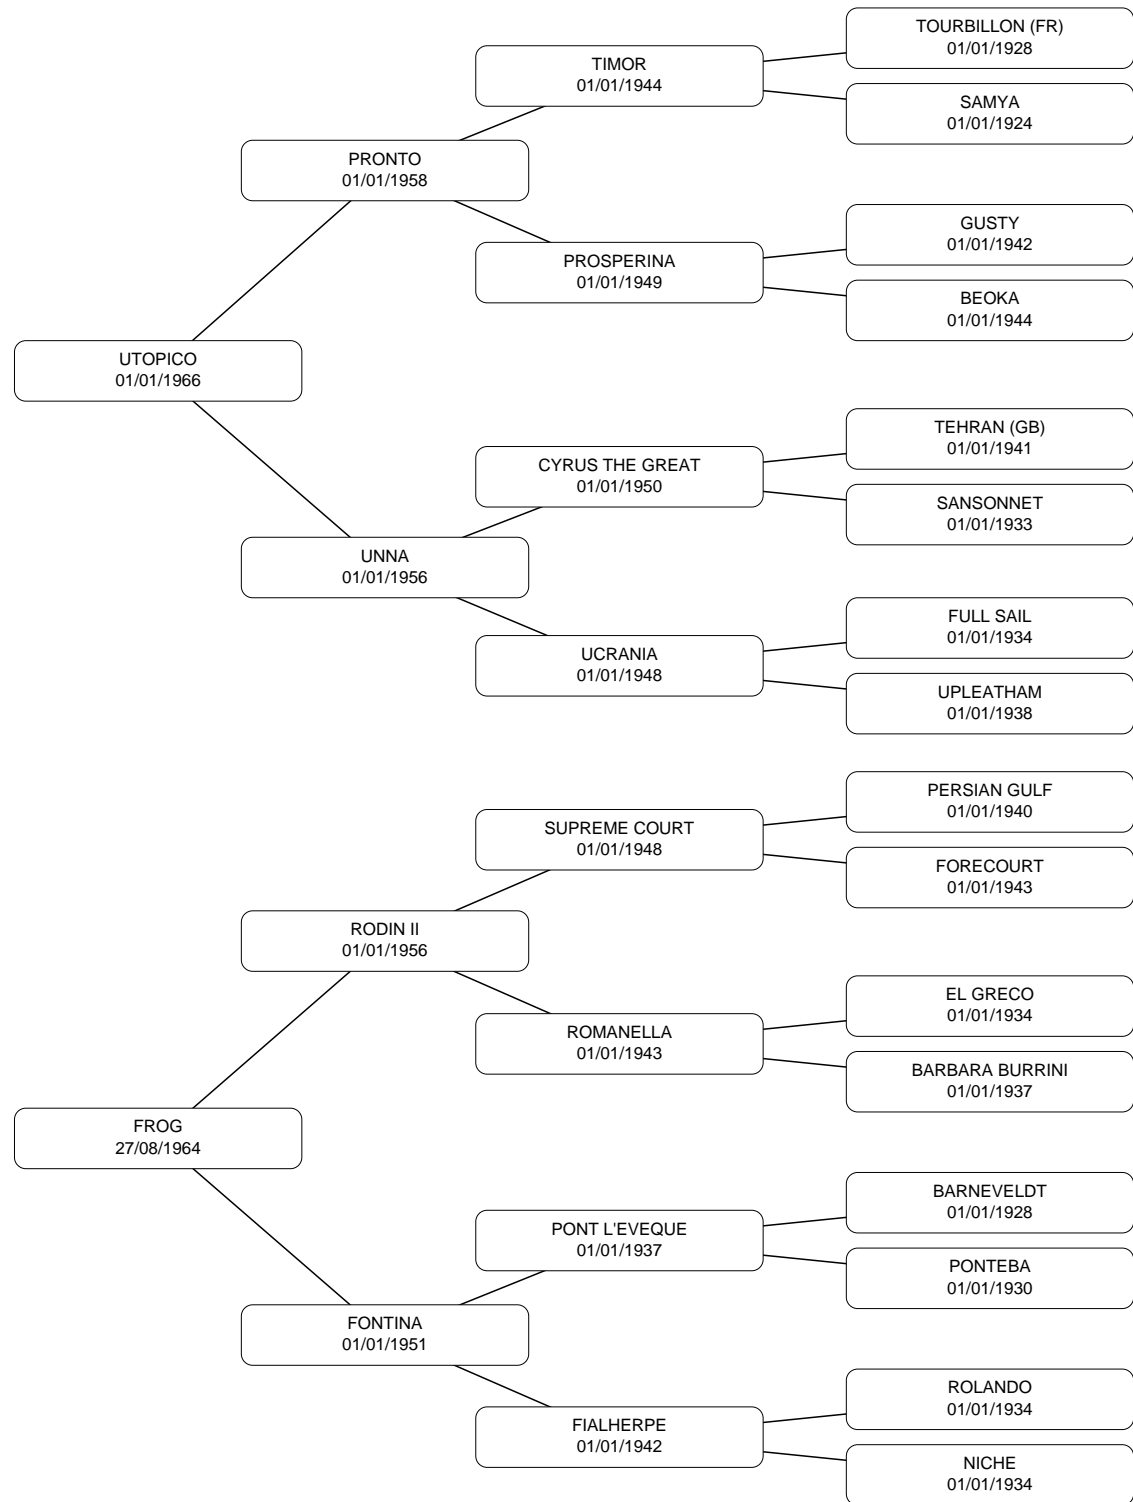 TOURBILLON (FR)
01/01/1928
TIMOR
01/01/1944
SAMYA
01/01/1924
PRONTO
01/01/1958
GUSTY
01/01/1942
PROSPERINA
01/01/1949
BEOKA
01/01/1944
UTOPICO
01/01/1966
TEHRAN (GB)
01/01/1941
CYRUS THE GREAT
01/01/1950
SANSONNET
01/01/1933
UNNA
01/01/1956
FULL SAIL
01/01/1934
UCRANIA
01/01/1948
UPLEATHAM
01/01/1938
PERSIAN GULF
01/01/1940
SUPREME COURT
01/01/1948
FORECOURT
01/01/1943
RODIN II
01/01/1956
EL GRECO
01/01/1934
ROMANELLA
01/01/1943
BARBARA BURRINI
01/01/1937
FROG
27/08/1964
BARNEVELDT
01/01/1928
PONT L'EVEQUE
01/01/1937
PONTEBA
01/01/1930
FONTINA
01/01/1951
ROLANDO
01/01/1934
FIALHERPE
01/01/1942
NICHE
01/01/1934